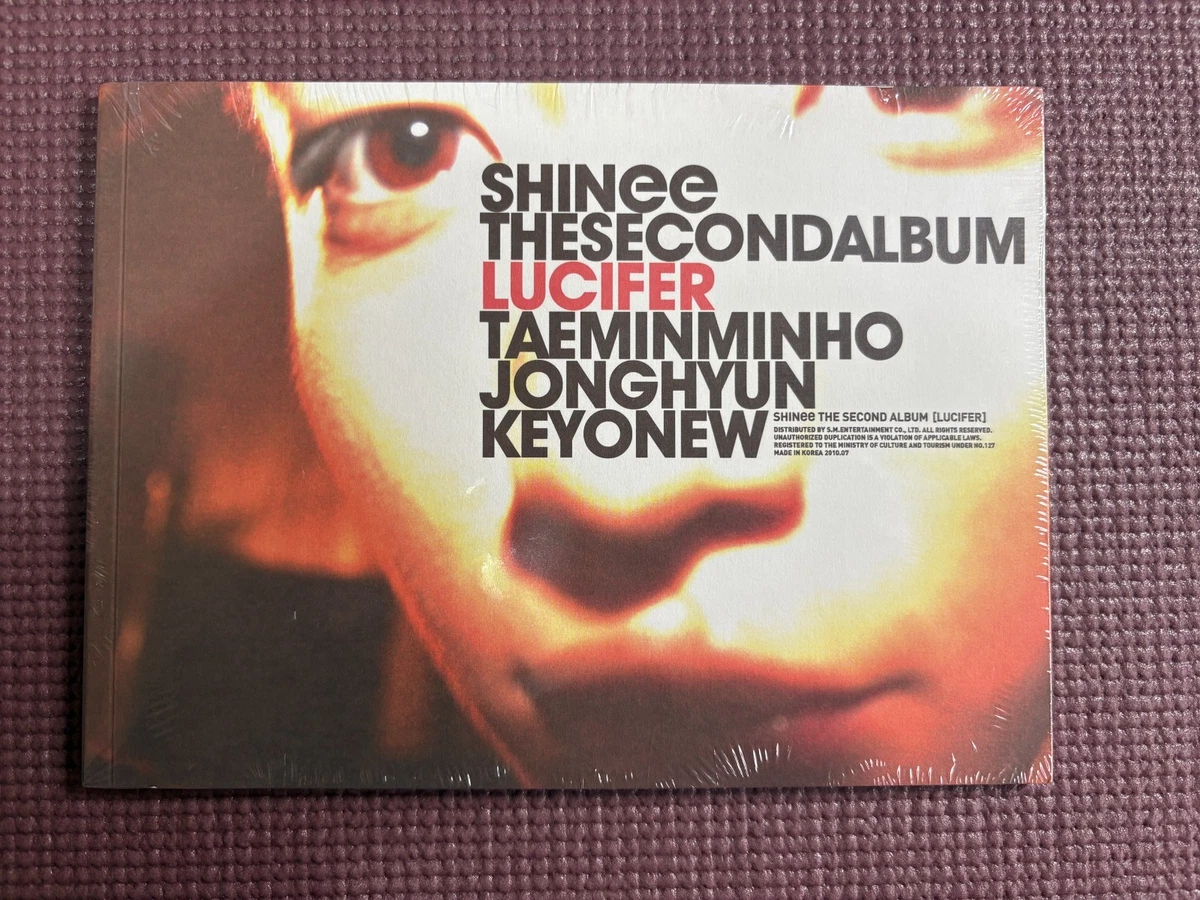 SHINee
THESECONDALBUM
LUCIFER
TAEMINMINHO
JONGHYUN
KEYONEW
SHINee THE SECOND ALBUM [LUCIFER]
DISTRIBUTED BY S.M.ENTERTAINMENT CO., LTD. ALL RIGHTS RESERVED.
UNAUTHORIZED DUPLICATION IS A VIOLATION OF APPLICABLE LAWS.
REGISTERED TO THE MINISTRY OF CULTURE AND TOURISM UNDER NO.127
MADE IN KOREA 2010.07